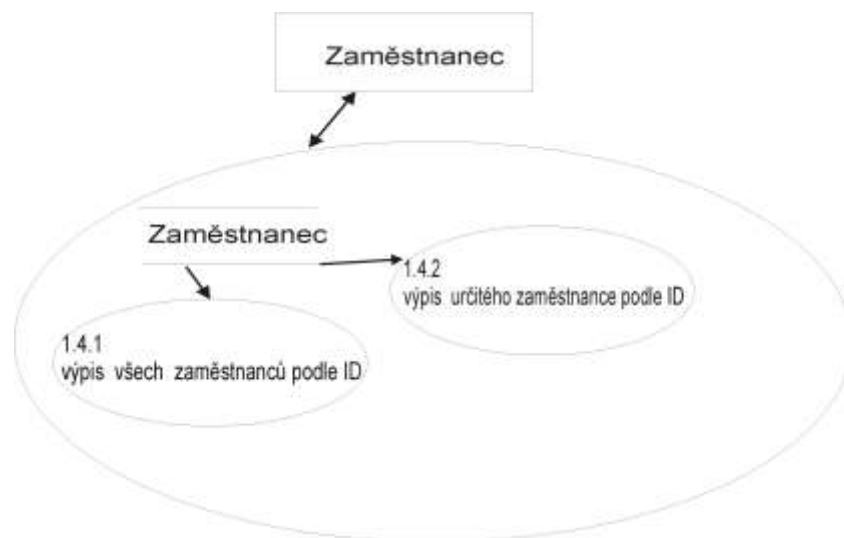 Zaměstnanec
Zaměstnanec
1.4.2
výpis určitého zaměstnance podle ID
1.4.1
výpis všech zaměstnanců podle ID